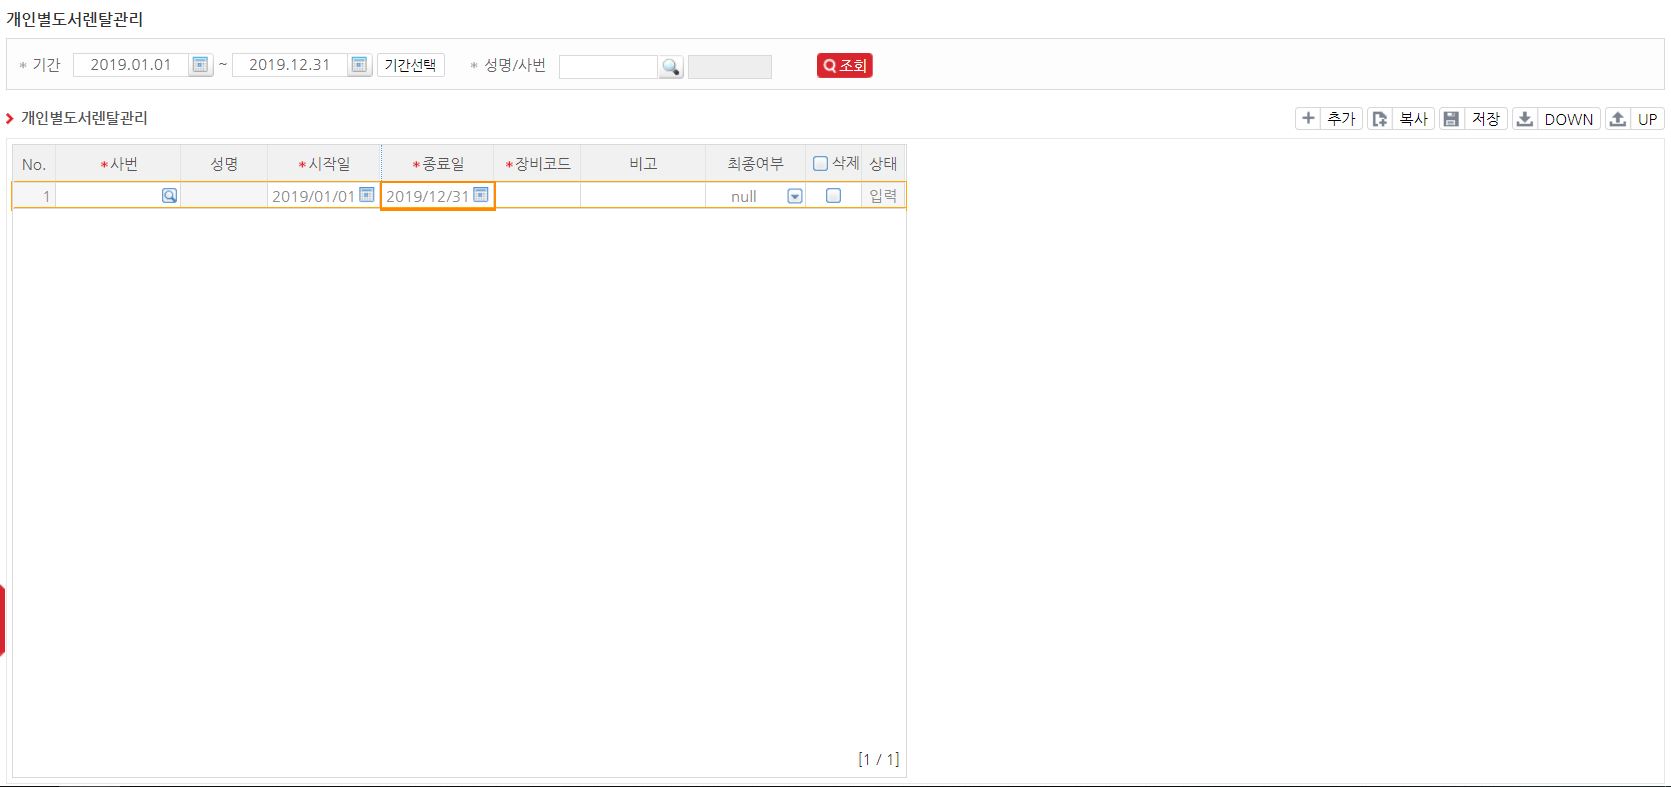 개인별도서렌탈관리
* 기간 2019.01.01 ~ 2019.12.31 기간선택 * 성명/사번 조회
개인별도서렌탈관리 추가 복사 저장 DOWN UP
No. *사번 성명 *시작일 *종료일 *장비코드 비고 최종여부 삭제 상태
1 2019/01/01 2019/12/31 null 입력
[1 / 1]